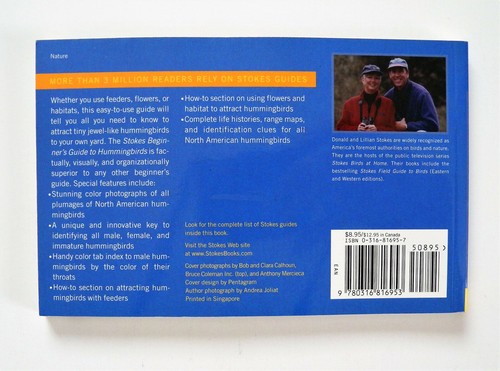 Nature
MORE THAN 3 MILLION READERS RELY ON STOKES GUIDES
Whether you use feeders, flowers, or
habitats, this easy-to-use guide will
tell you all you need to know to
attract tiny jewel-like hummingbirds
to your own yard. The Stokes Begin-
ner's Guide to Hummingbirds is fac-
tually, visually, and organizationally
superior to any other beginner's
guide. Special features include:
•Stunning color photographs of all
plumages of North American hum-
mingbirds
•A unique and innovative key to
identifying all male, female, and
immature hummingbirds
•Handy color tab index to male hum-
mingbirds by the color of their
throats
•How-to section on attracting hum-
mingbirds with feeders
•How-to section on using flowers and
habitat to attract hummingbirds
•Complete life histories, range maps,
and identification clues for all
North American hummingbirds
Look for the complete list of Stokes guides
inside this book.
Visit the Stokes Web site
at www.StokesBooks.com.
Cover photographs by Bob and Clara Calhoun,
Bruce Coleman Inc. (top), and Anthony Mercieca
Cover design by Pentagram
Author photograph by Andrea Jobat
Printed in Singapore
Donald and Lillian Stokes are widely recognized as
America's foremost authorities on birds and nature.
They are the hosts of the public television series
Stokes Birds at Home. Their books include the
bestselling Stokes Field Guide to Birds (Eastern
and Western editions).
$8.95/$12.95 in Canada
ISBN 0-316-81695-7
50895
EAN
9 780316 816953